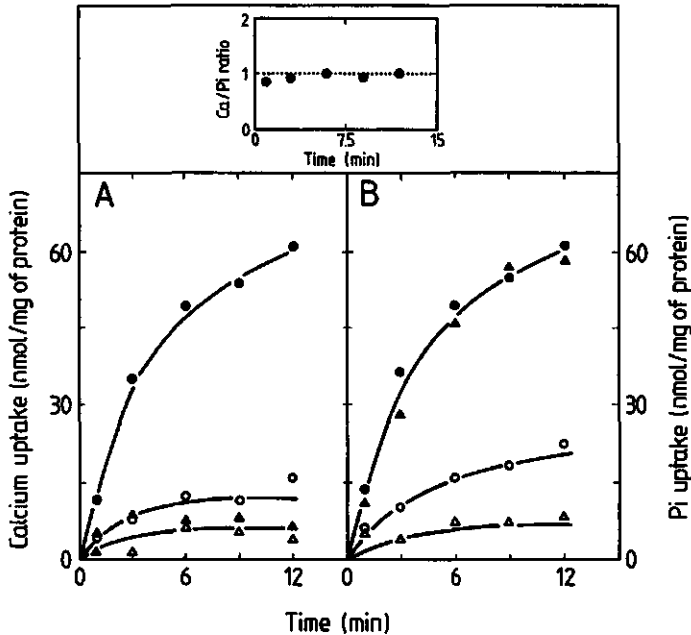 2
1
0
Ca/Pi ratio
0 7.5 15
Time (min)
A
B
60
30
0
Calcium uptake (nmol/mg of protein)
60
30
0
Pi uptake (nmol/mg of protein)
0 3 6 9 12
0 3 6 9 12
Time (min)